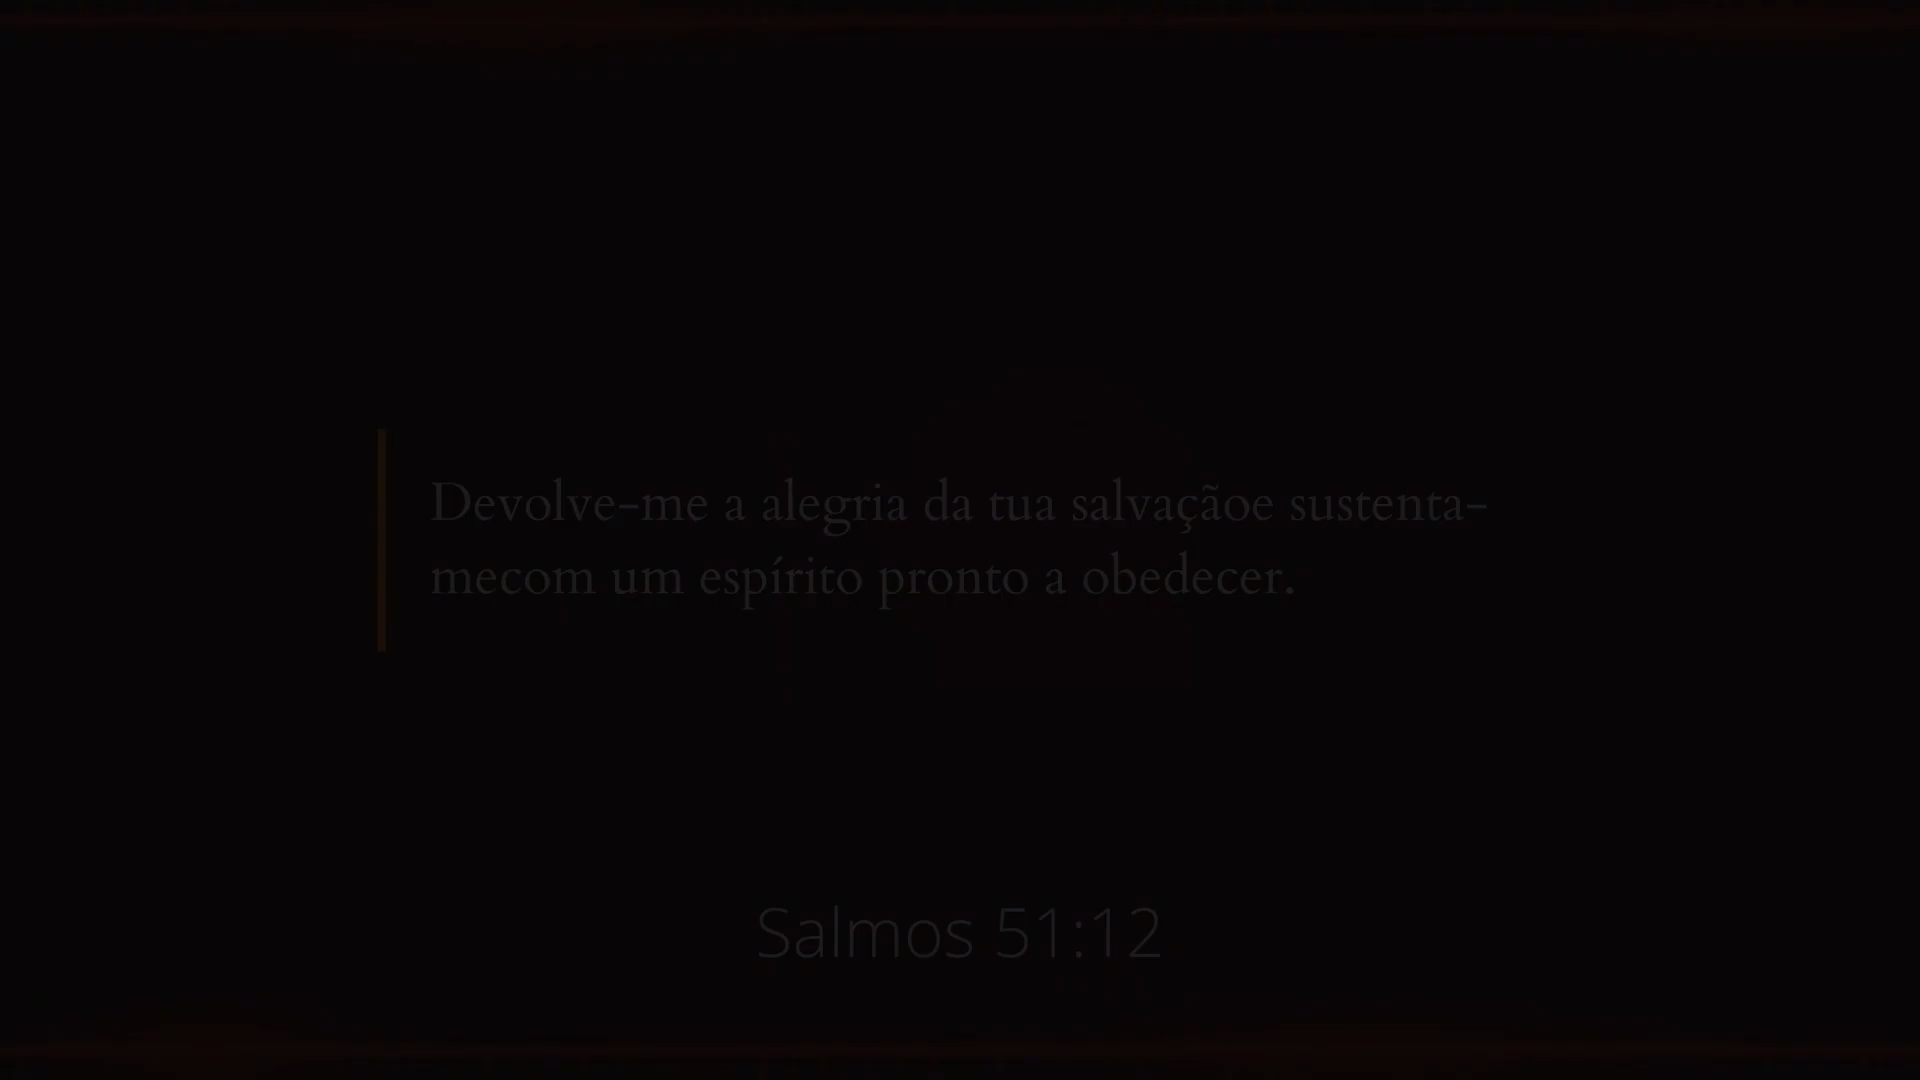 Devolve-me a alegria da tua salvaçãoe sustenta-
mecom um espírito pronto a obedecer.
Salmos 51:12